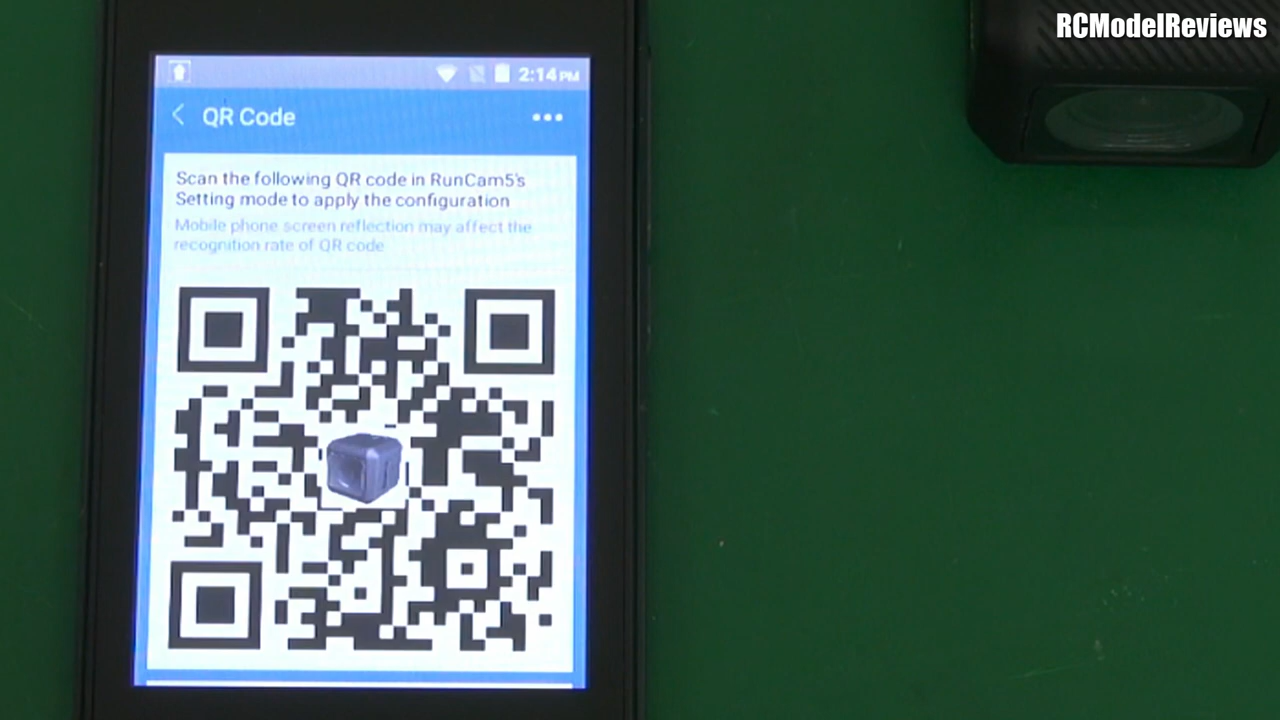 RCModelReviews
2:14 PM
QR Code
Scan the following QR code in RunCam5's
Setting mode to apply the configuration
Mobile phone screen reflection may affect the
recognition rate of QR code